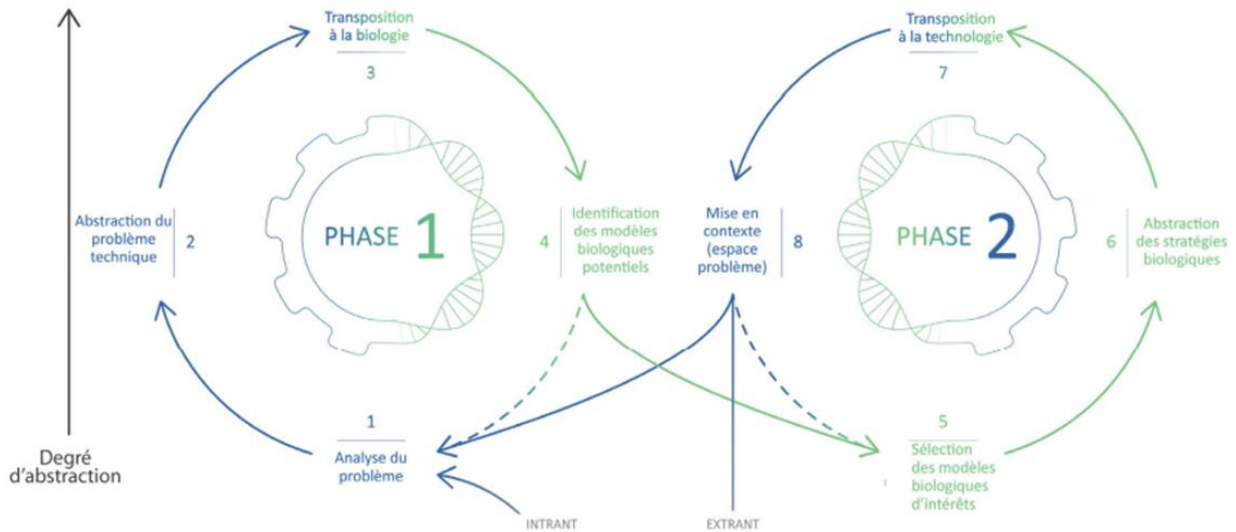 Transposition
à la biologie
3
Transposition
à la technologie
7
Abstraction du
problème
technique
2
PHASE 1
4
Identification
des modèles
biologiques
potentiels
Mise en
contexte
(espace
problème)
8
PHASE 2
6
Abstraction
des stratégies
biologiques
1
Analyse du
problème
5
Sélection
des modèles
biologiques
d'intérêts
Degré
d'abstraction
INTRANT
EXTRANT